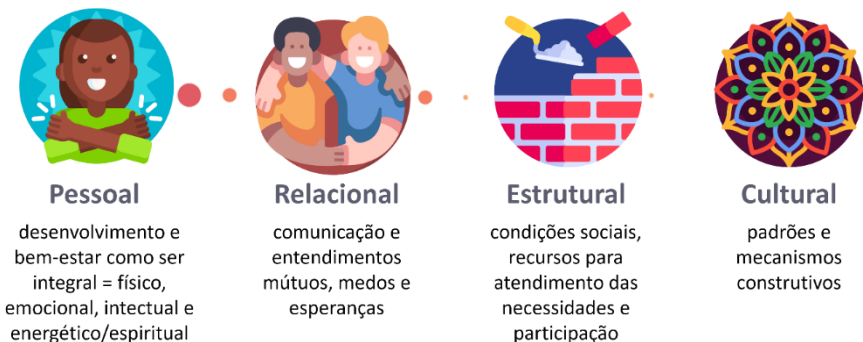 Pessoal
desenvolvimento e
bem-estar como ser
integral = físico,
emocional, intectual e
energético/espiritual
Relacional
comunicação e
entendimentos
mútuos, medos e
esperanças
Estrutural
condições sociais,
recursos para
atendimento das
necessidades e
participação
Cultural
padrões e
mecanismos
construtivos